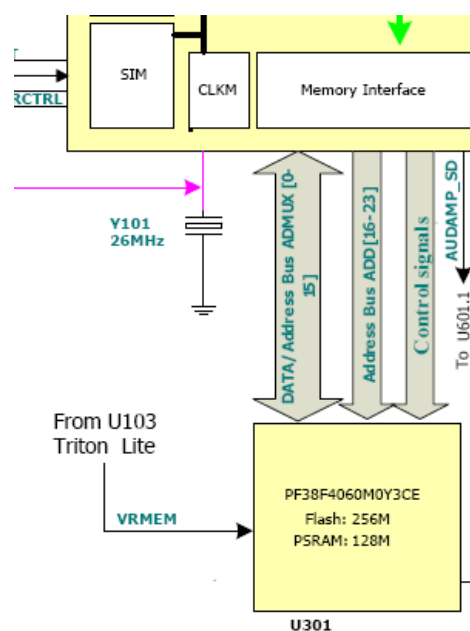 SIM
CLKM
Memory Interface
RCTRL
Y101
26MHz
DATA/Address Bus ADMUX [0-
15]
Address Bus ADD[16-23]
Control signals
AUDAMP_SD
To U601.1
From U103
Triton Lite
VRMEM
PF38F4060M0Y3CE
Flash: 256M
PSRAM: 128M
U301